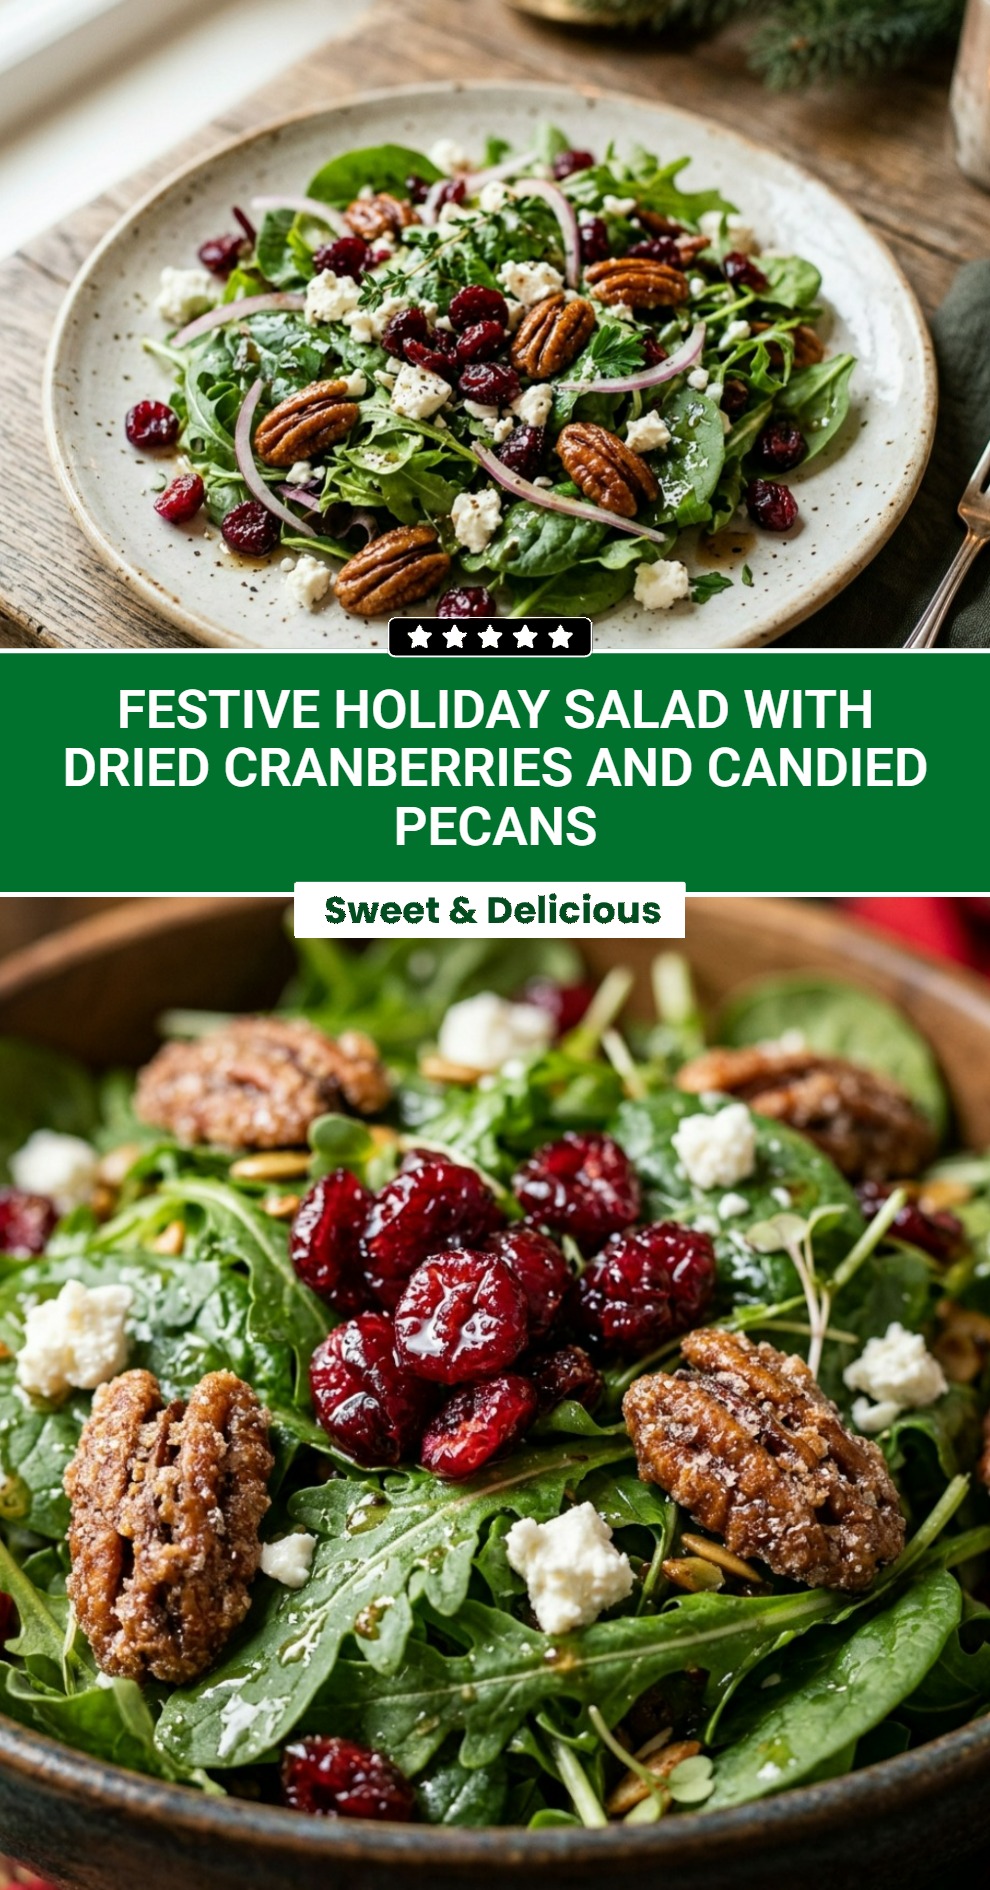 FESTIVE HOLIDAY SALAD WITH
DRIED CRANBERRIES AND CANDIED
PECANS
Sweet & Delicious